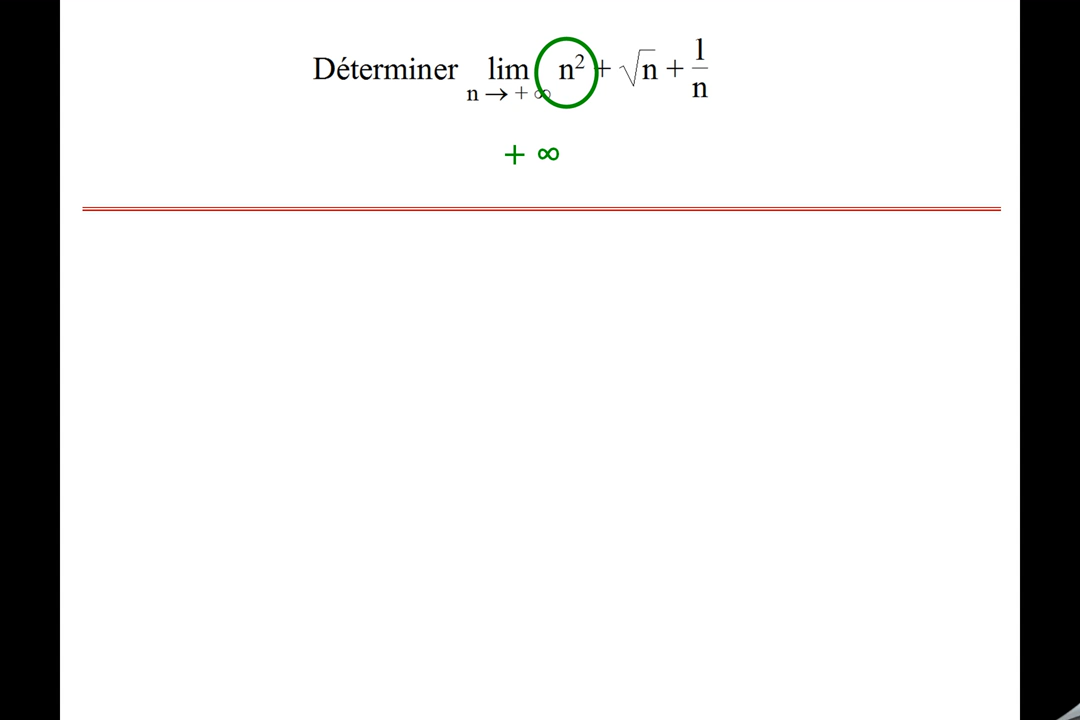 Déterminer lim n² + √n + 1/n
n → + ∞
+ ∞